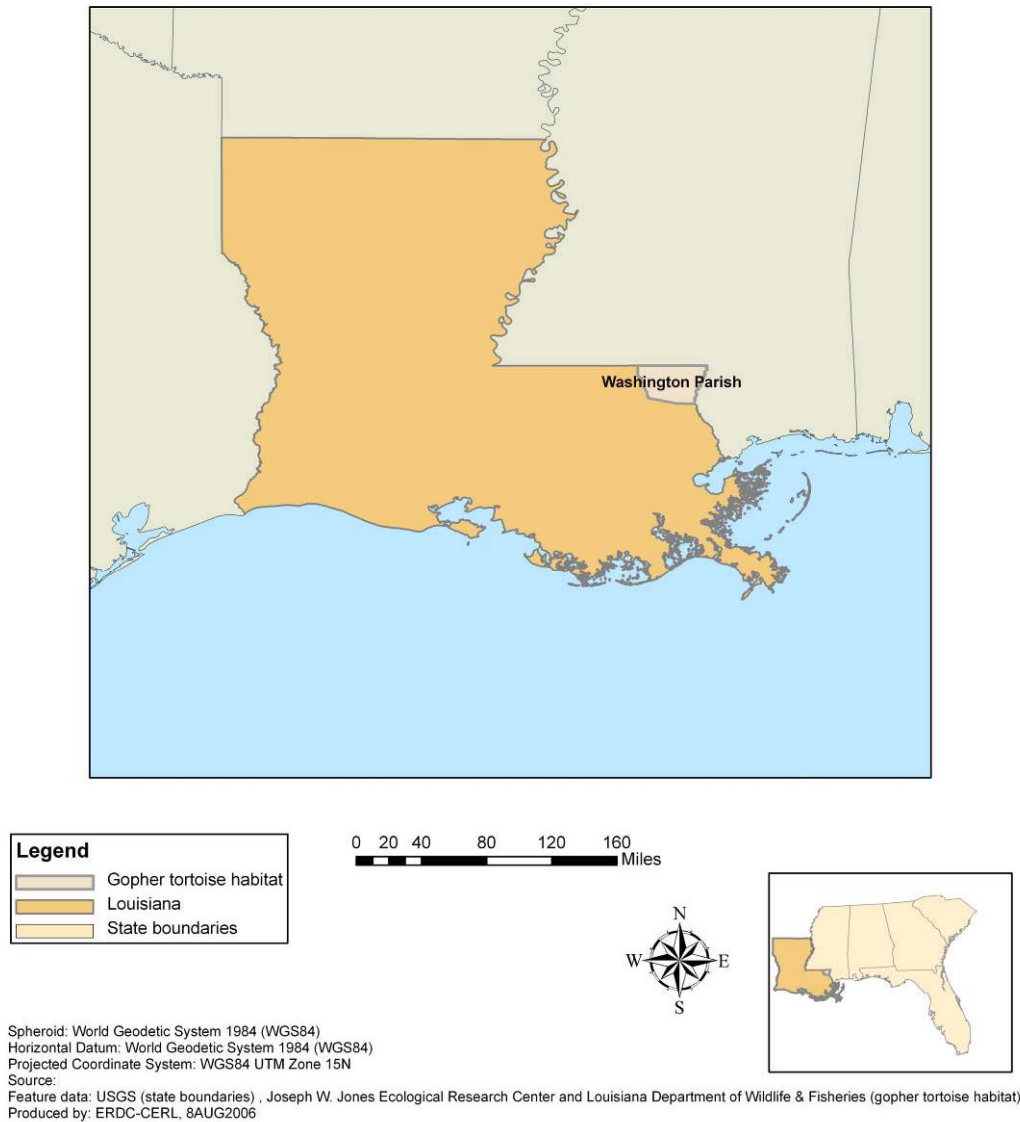 Washington Parish
Legend
Gopher tortoise habitat
Louisiana
State boundaries
0 20 40 80 120 160
Miles
N
W E
S
Spheroid: World Geodetic System 1984 (WGS84)
Horizontal Datum: World Geodetic System 1984 (WGS84)
Projected Coordinate System: WGS84 UTM Zone 15N
Source:
Feature data: USGS (state boundaries) , Joseph W. Jones Ecological Research Center and Louisiana Department of Wildlife & Fisheries (gopher tortoise habitat)
Produced by: ERDC-CERL, 8AUG2006